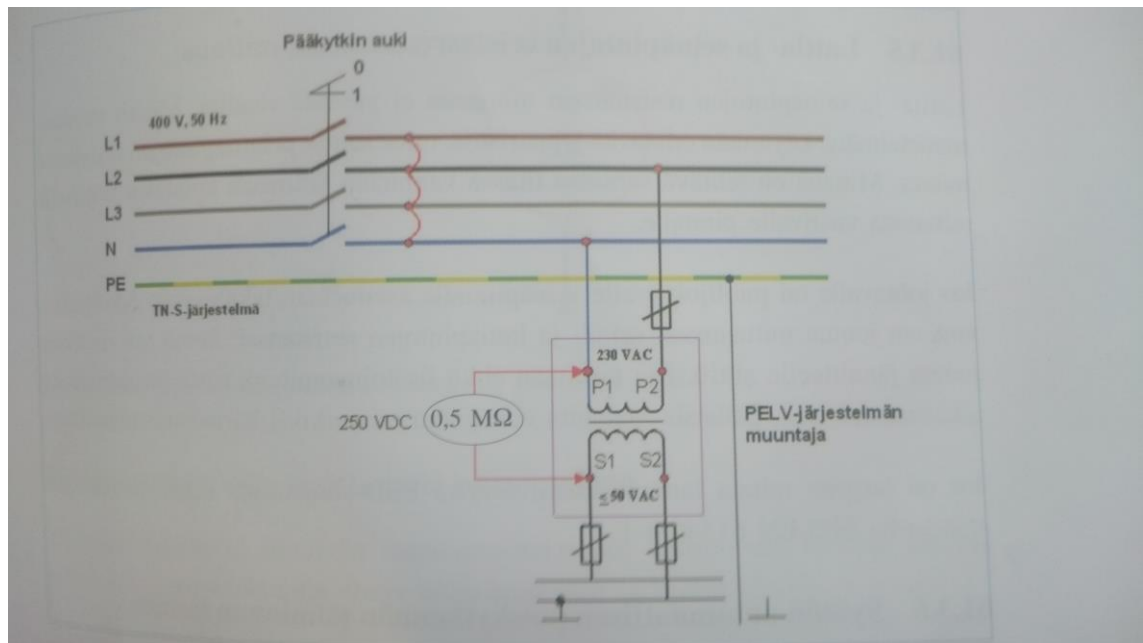 Pääkytkin auki
0
1
400 V, 50 Hz
L1
L2
L3
N
PE
TN-S-järjestelmä
230 VAC
P1 P2
250 VDC 0,5 MΩ
PELV-järjestelmän
muuntaja
S1 S2
≤ 50 VAC